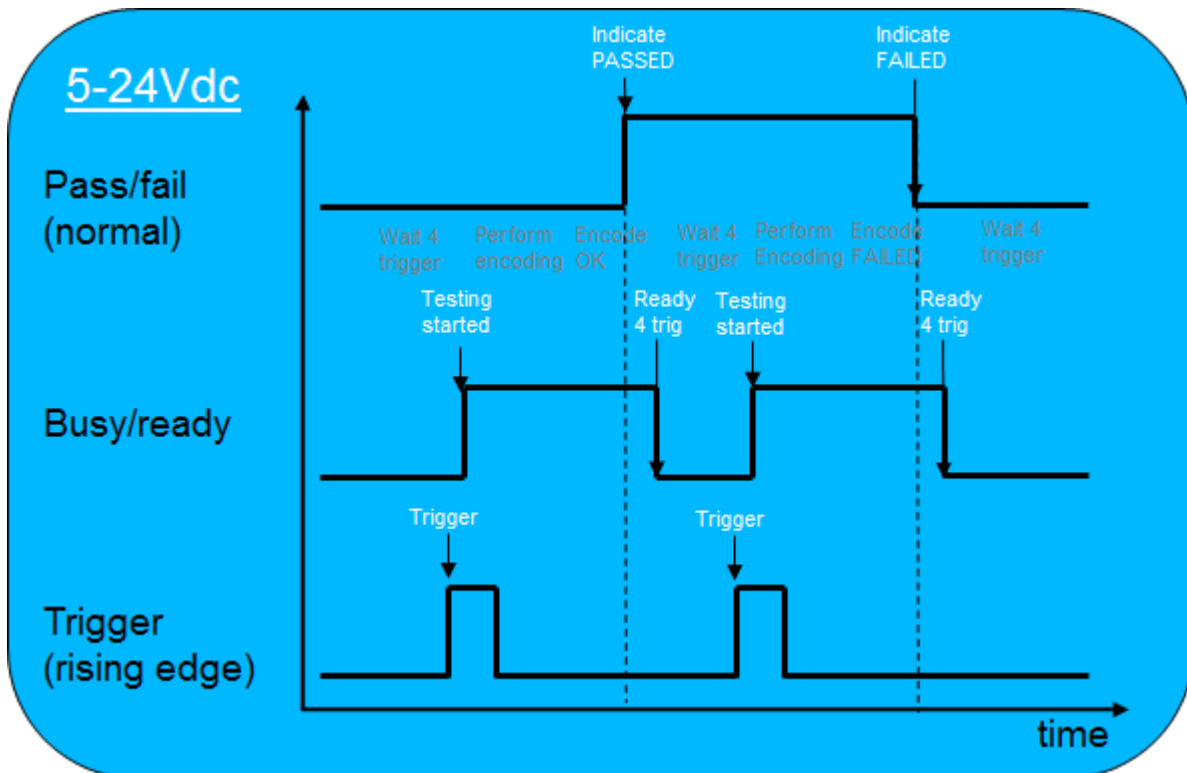 Indicate
PASSED
Indicate
FAILED
5-24Vdc
Pass/fail
(normal)
Wait 4
trigger
Perform
encoding
Encode
OK
Wait 4
trigger
Perform
Encoding
Encode
FAILED
Wait 4
trigger
Testing
started
Ready
4 trig
Testing
started
Ready
4 trig
Busy/ready
Trigger
Trigger
Trigger
(rising edge)
time